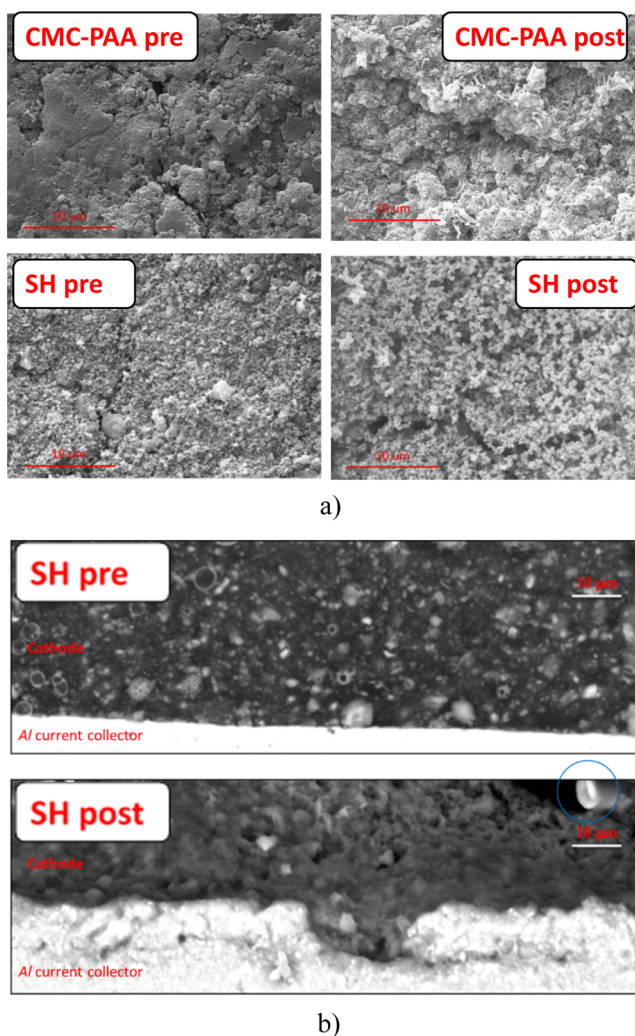 CMC-PAA pre
CMC-PAA post
10 um
10 um
SH pre
SH post
10 um
10 um
a)
SH pre
10 µm
Cathode
Al current collector
SH post
10 µm
Cathode
Al current collector
b)